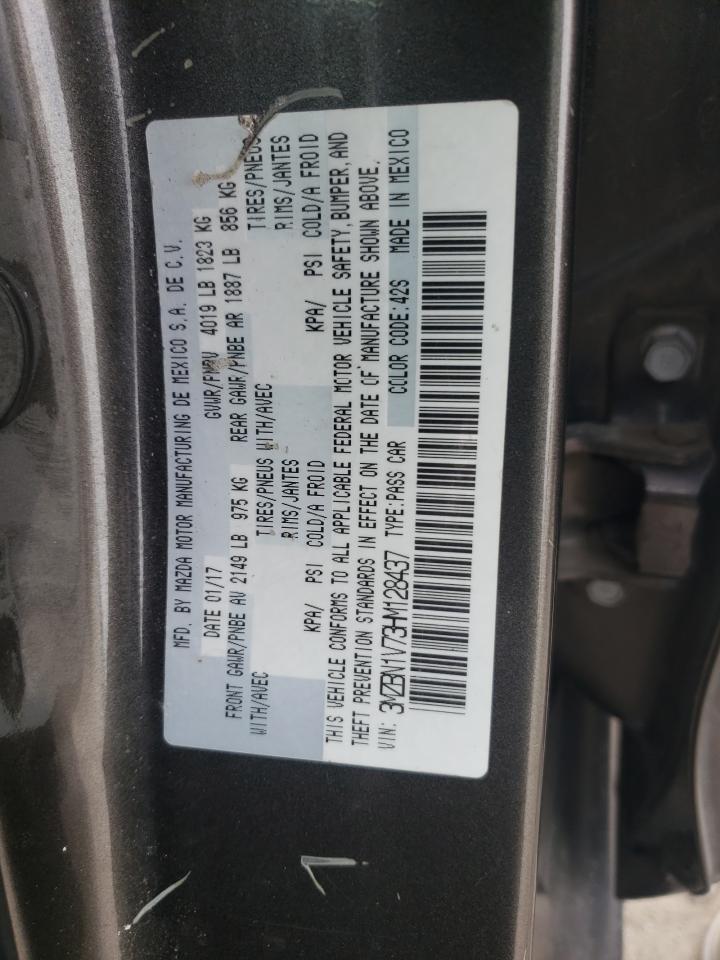 MFD. BY MAZDA MOTOR MANUFACTURING DE MEXICO S.A. DE C.V.
DATE 01/17 GVWR/PNBV 4019 LB 1823 KG
FRONT GAWR/PNBE AV 2149 LB 975 KG REAR GAWR/PNBE AR 1887 LB 856 KG
WITH/AVEC TIRES/PNEUS WITH/AVEC TIRES/PNEUS
RIMS/JANTES RIMS/JANTES
KPA/ PSI COLD/A FROID KPA/ PSI COLD/A FROID
THIS VEHICLE CONFORMS TO ALL APPLICABLE FEDERAL MOTOR VEHICLE SAFETY, BUMPER, AND
THEFT PREVENTION STANDARDS IN EFFECT ON THE DATE OF MANUFACTURE SHOWN ABOVE.
VIN: 3MZBN1V73HM128437 TYPE:PASS CAR COLOR CODE:42S MADE IN MEXICO